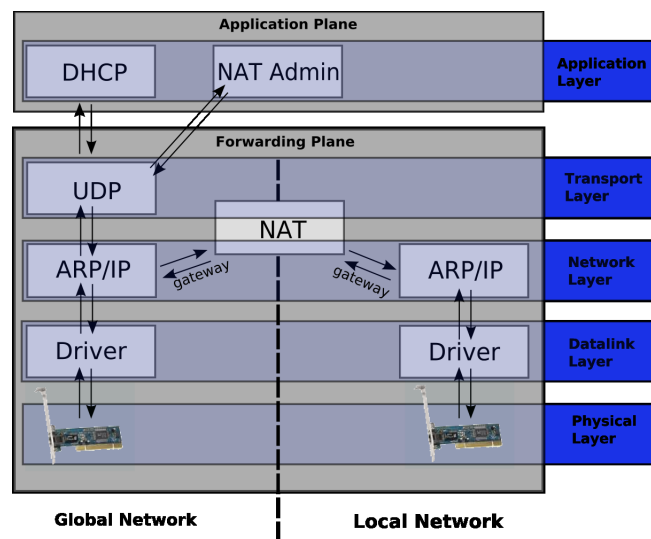 Application Plane
DHCP
NAT Admin
Application
Layer
Forwarding Plane
UDP
Transport
Layer
NAT
ARP/IP
gateway
gateway
ARP/IP
Network
Layer
Driver
Driver
Datalink
Layer
Physical
Layer
Global Network
Local Network